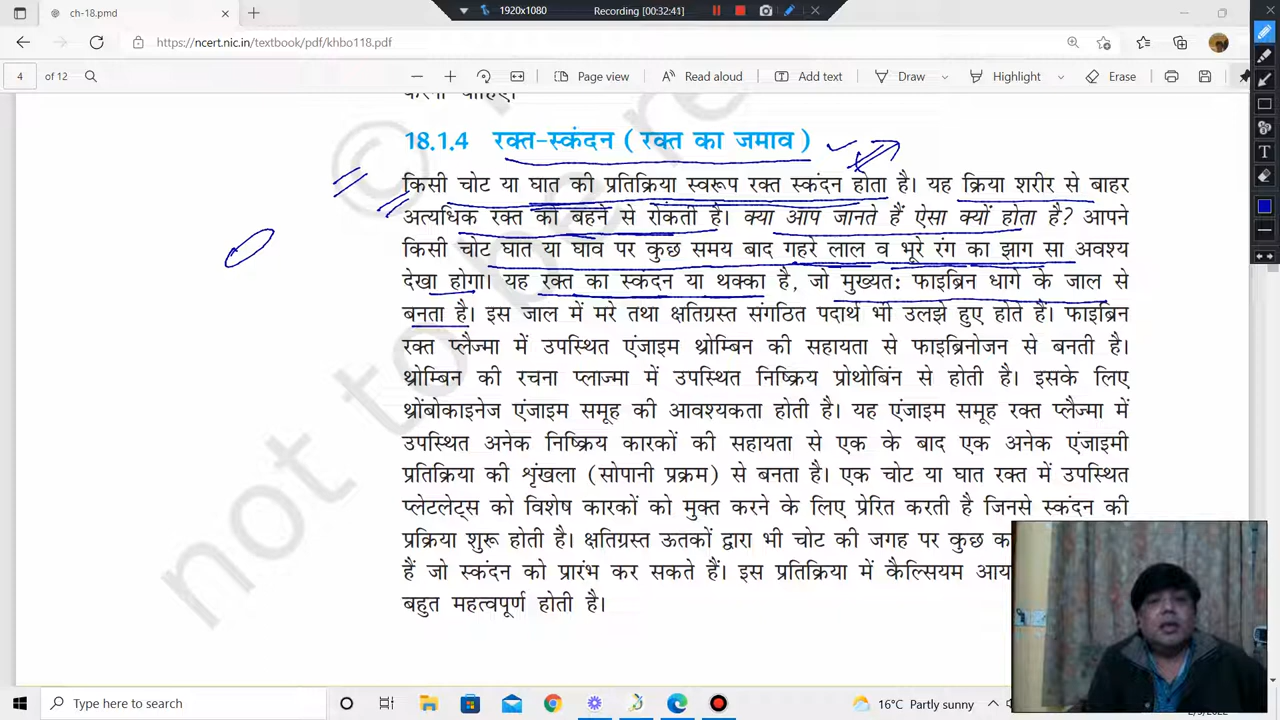 ch-18.pmd
1920x1080
Recording [00:32:41]
https://ncert.nic.in/textbook/pdf/khbo118.pdf
4 of 12
Page view
Read aloud
Add text
Draw
Highlight
Erase
करना चाहिए।
18.1.4 रक्त-स्कंदन (रक्त का जमाव)
किसी चोट या घात की प्रतिक्रिया स्वरूप रक्त स्कंदन होता है। यह क्रिया शरीर से बाहर
अत्यधिक रक्त को बहने से रोकती है। क्या आप जानते हैं ऐसा क्यों होता है? आपने
किसी चोट घात या घाव पर कुछ समय बाद गहरे लाल व भूरे रंग का झाग सा अवश्य
देखा होगा। यह रक्त का स्कंदन या थक्का है, जो मुख्यत: फाइब्रिन धागे के जाल से
बनता है। इस जाल में मरे तथा क्षतिग्रस्त संगठित पदार्थ भी उलझे हुए होते हैं। फाइब्रिन
रक्त प्लैज्मा में उपस्थित एंजाइम थ्रोम्बिन की सहायता से फाइब्रिनोजन से बनती है।
थ्रोम्बिन की रचना प्लाज्मा में उपस्थित निष्क्रिय प्रोथोबिंन से होती है। इसके लिए
थ्रोंबोकाइनेज एंजाइम समूह की आवश्यकता होती है। यह एंजाइम समूह रक्त प्लैज्मा में
उपस्थित अनेक निष्क्रिय कारकों की सहायता से एक के बाद एक अनेक एंजाइमी
प्रतिक्रिया की शृंखला (सोपानी प्रक्रम) से बनता है। एक चोट या घात रक्त में उपस्थित
प्लेटलेट्स को विशेष कारकों को मुक्त करने के लिए प्रेरित करती है जिनसे स्कंदन की
प्रक्रिया शुरू होती है। क्षतिग्रस्त ऊतकों द्वारा भी चोट की जगह पर कुछ क
हैं जो स्कंदन को प्रारंभ कर सकते हैं। इस प्रतिक्रिया में कैल्सियम आय
बहुत महत्वपूर्ण होती है।
not to be re
Type here to search
16°C Partly sunny